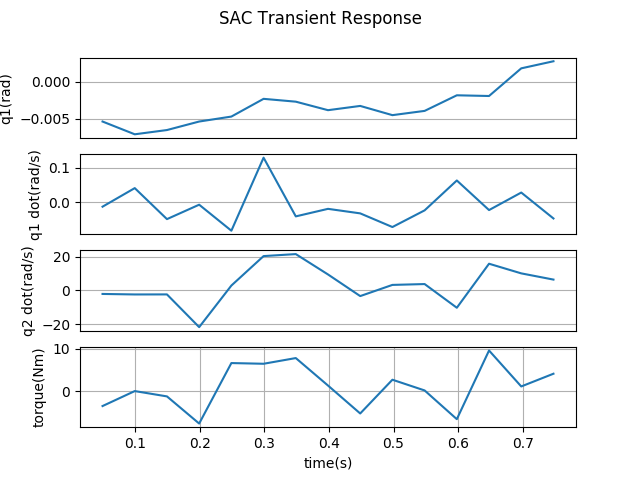 SAC Transient Response
q1(rad)
0.000
−0.005
q1 dot(rad/s)
0.1
0.0
q2 dot(rad/s)
20
0
−20
torque(Nm)
10
0
0.1 0.2 0.3 0.4 0.5 0.6 0.7
time(s)